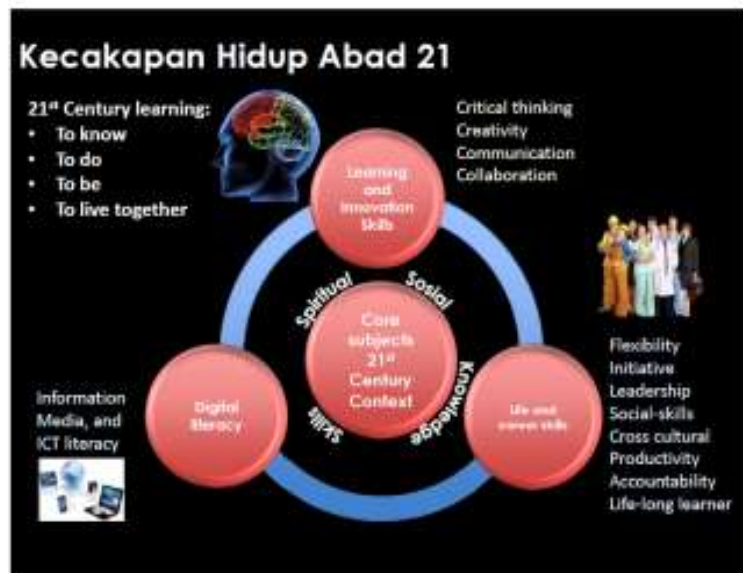 Kecakapan Hidup Abad 21
21st Century learning:
• To know
• To do
• To be
• To live together
Critical thinking
Creativity
Communication
Collaboration
Learning
and
Innovation
Skills
Spiritual
Sosial
Core
subjects
21st
Century
Context
Skills
Knowledge
Information
Media, and
ICT literacy
Digital
literacy
Life and
career skills
Flexibility
Initiative
Leadership
Social-skills
Cross cultural
Productivity
Accountability
Life-long learner